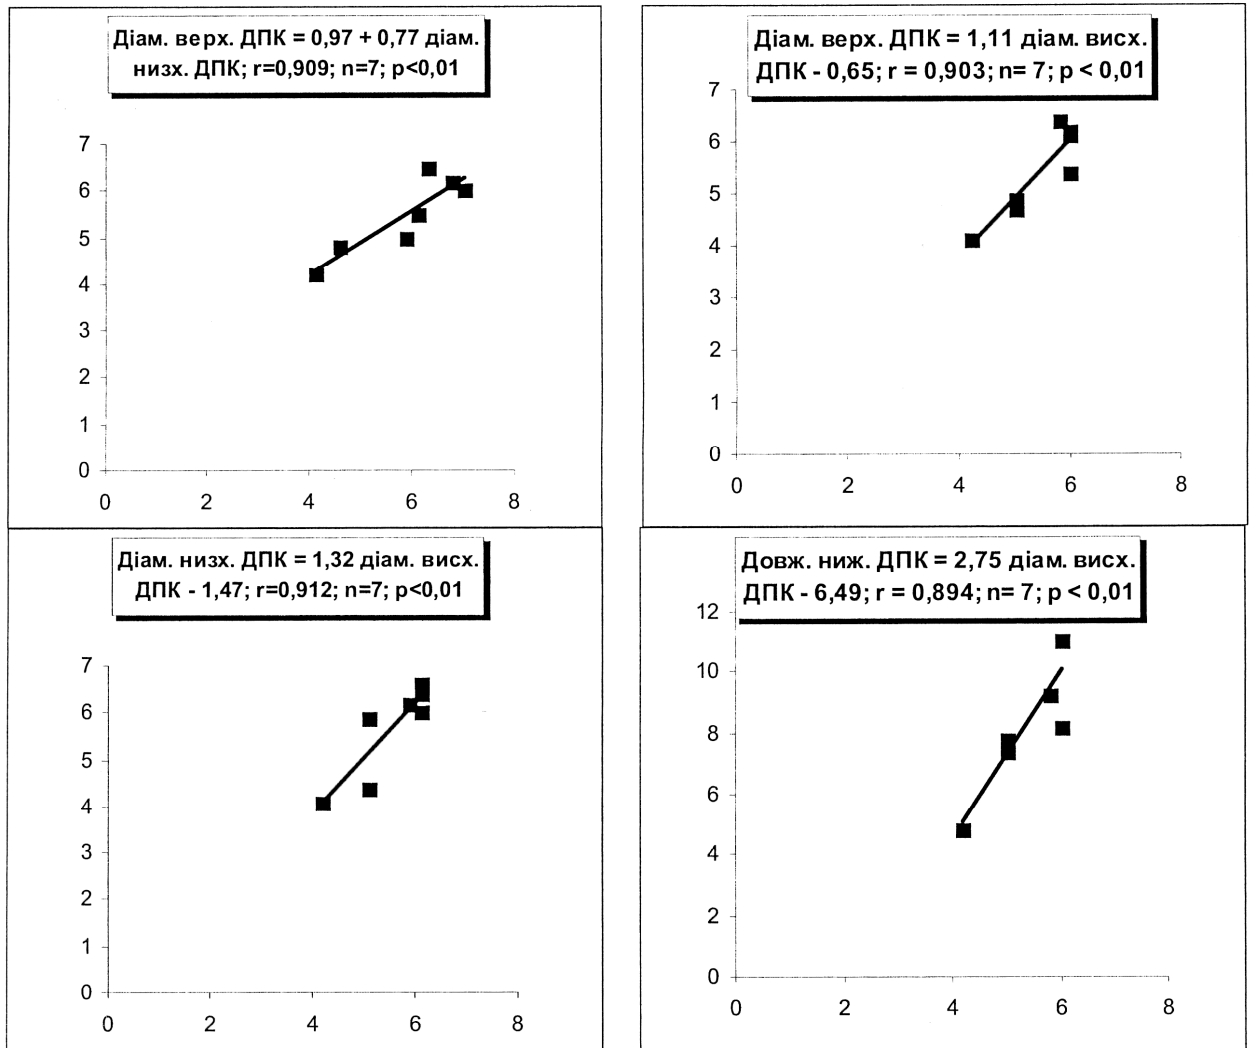 Діам. верх. ДПК = 0,97 + 0,77 діам.
низх. ДПК; r=0,909; n=7; p<0,01
7
6
5
4
3
2
1
0
0 2 4 6 8
Діам. верх. ДПК = 1,11 діам. висх.
ДПК - 0,65; r = 0,903; n= 7; p < 0,01
7
6
5
4
3
2
1
0
0 2 4 6 8
Діам. низх. ДПК = 1,32 діам. висх.
ДПК - 1,47; r=0,912; n=7; p<0,01
7
6
5
4
3
2
1
0
0 2 4 6 8
Довж. ниж. ДПК = 2,75 діам. висх.
ДПК - 6,49; r = 0,894; n= 7; p < 0,01
12
10
8
6
4
2
0
0 2 4 6 8